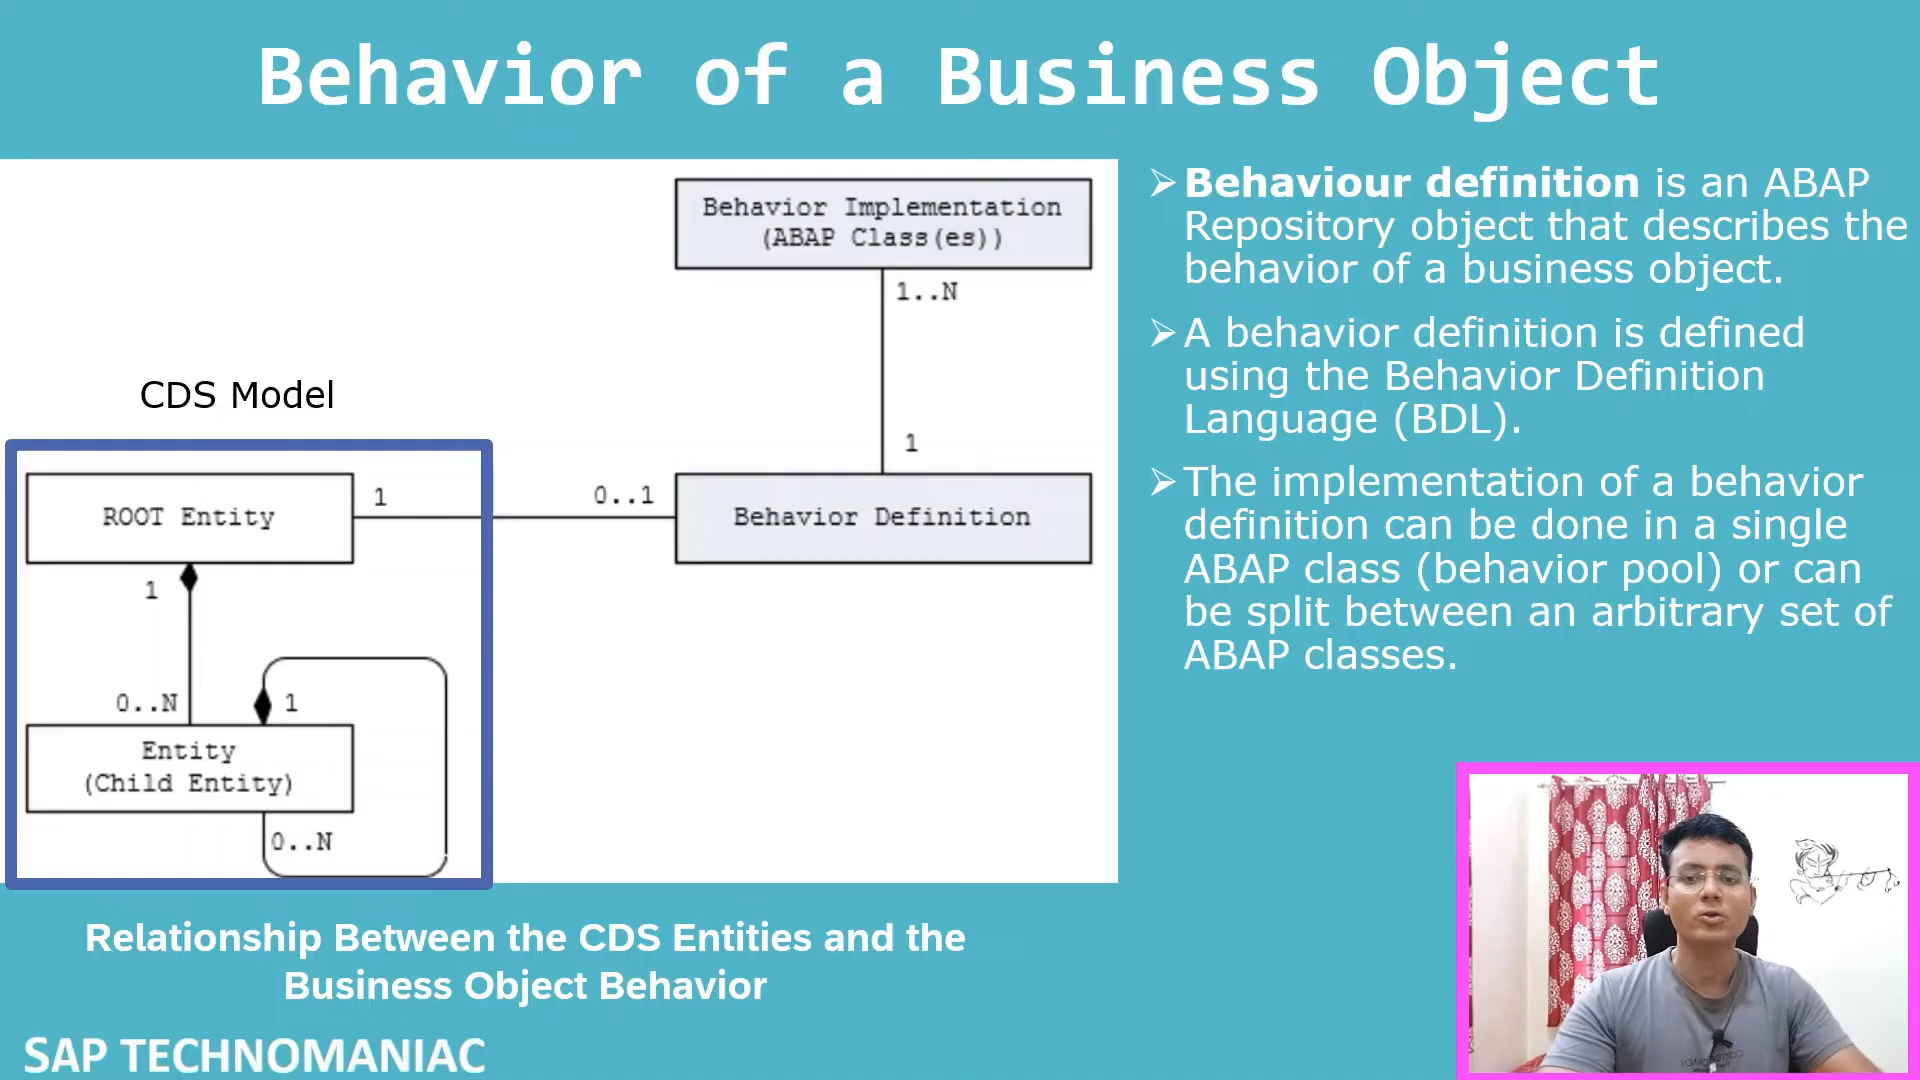 Behavior of a Business Object
Behavior Implementation
(ABAP Class(es))
1..N
1
CDS Model
ROOT Entity
1
0..1
Behavior Definition
1
0..N
1
Entity
(Child Entity)
0..N
Relationship Between the CDS Entities and the
Business Object Behavior
SAP TECHNOMANIAC
➢Behaviour definition is an ABAP
Repository object that describes the
behavior of a business object.
➢A behavior definition is defined
using the Behavior Definition
Language (BDL).
➢The implementation of a behavior
definition can be done in a single
ABAP class (behavior pool) or can
be split between an arbitrary set of
ABAP classes.